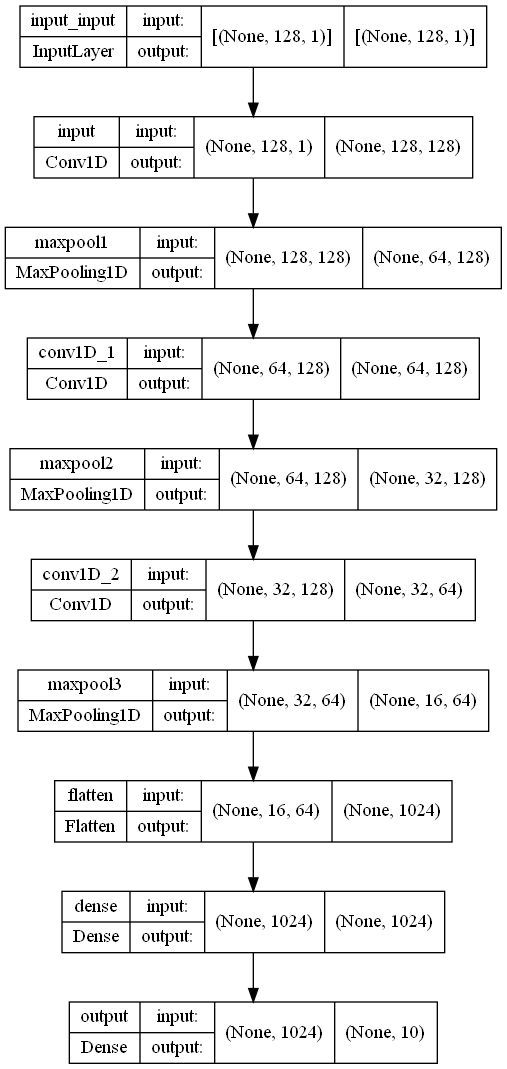 input_input input: [(None, 128, 1)] [(None, 128, 1)]
InputLayer output:
input input: (None, 128, 1) (None, 128, 128)
Conv1D output:
maxpool1 input: (None, 128, 128) (None, 64, 128)
MaxPooling1D output:
conv1D_1 input: (None, 64, 128) (None, 64, 128)
Conv1D output:
maxpool2 input: (None, 64, 128) (None, 32, 128)
MaxPooling1D output:
conv1D_2 input: (None, 32, 128) (None, 32, 64)
Conv1D output:
maxpool3 input: (None, 32, 64) (None, 16, 64)
MaxPooling1D output:
flatten input: (None, 16, 64) (None, 1024)
Flatten output:
dense input: (None, 1024) (None, 1024)
Dense output:
output input: (None, 1024) (None, 10)
Dense output: